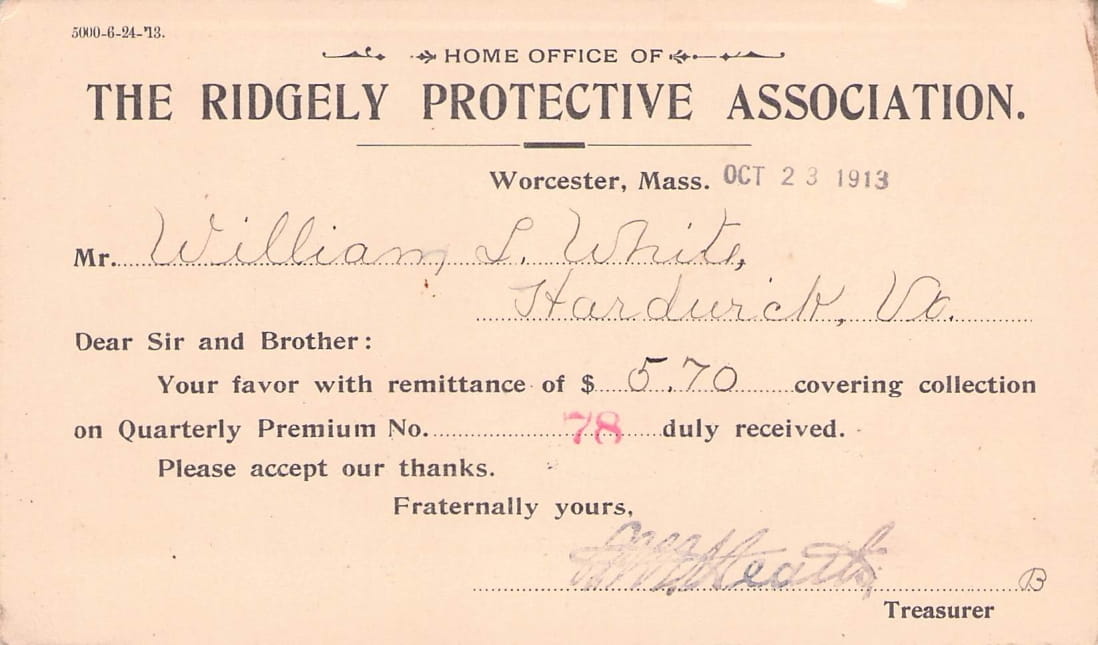 5000-6-24-'13.
HOME OFFICE OF
THE RIDGELY PROTECTIVE ASSOCIATION.
Worcester, Mass. OCT 23 1913
Mr. William L. White,
Hardwick, Vt.
Dear Sir and Brother:
Your favor with remittance of $ 5.70 covering collection
on Quarterly Premium No. 78 duly received.
Please accept our thanks.
Fraternally yours,
Heath
B
Treasurer